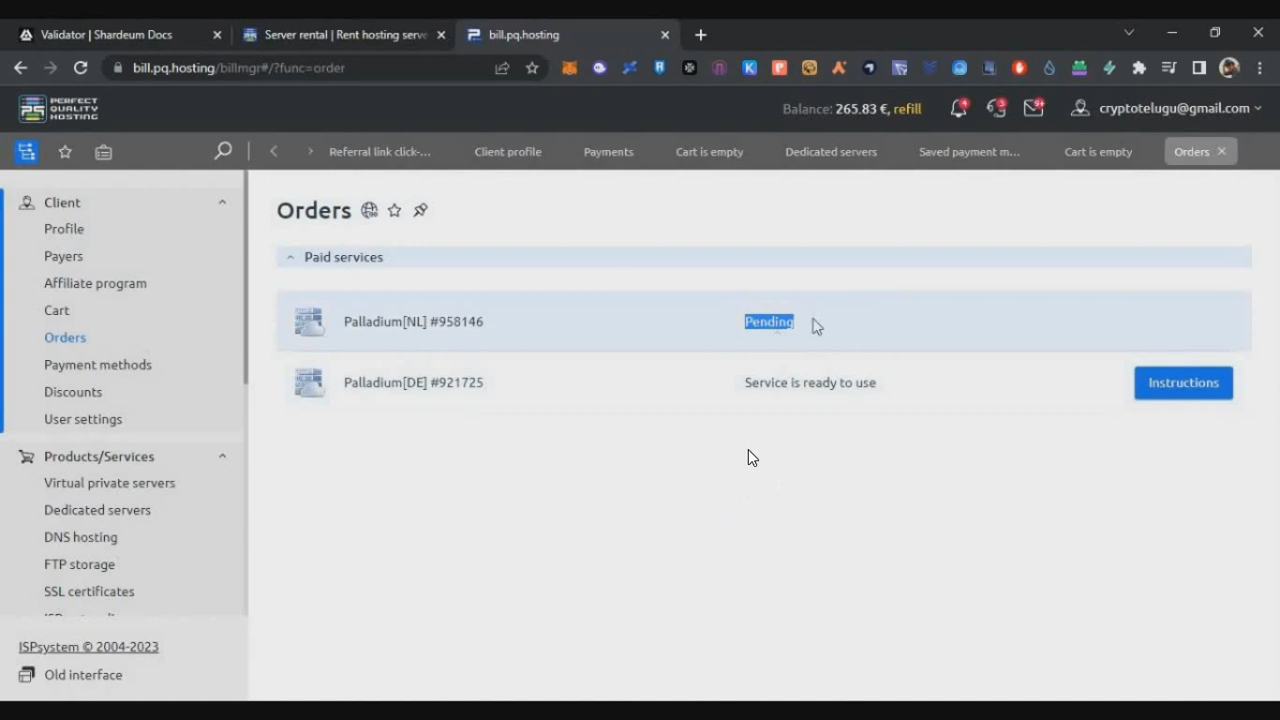 Validator | Shardeum Docs
Server rental | Rent hosting serve
bill.pq.hosting
bill.pq.hosting/billmgr#/?func=order
PERFECT
QUALITY
HOSTING
Balance: 265.83 €, refill
4
3
9+
cryptotelugu@gmail.com
Referral link click-...
Client profile
Payments
Cart is empty
Dedicated servers
Saved payment m...
Cart is empty
Orders
Client
Profile
Payers
Affiliate program
Cart
Orders
Payment methods
Discounts
User settings
Products/Services
Virtual private servers
Dedicated servers
DNS hosting
FTP storage
SSL certificates
ISPsystem © 2004-2023
Old interface
Orders
Paid services
Palladium[NL] #958146
Pending
Palladium[DE] #921725
Service is ready to use
Instructions